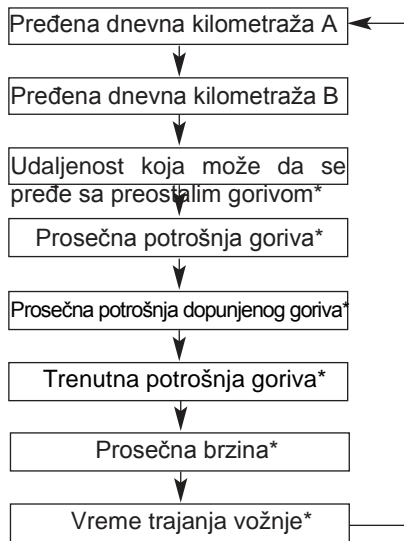 Pređena dnevna kilometraža A
Pređena dnevna kilometraža B
Udaljenost koja može da se
pređe sa preostalim gorivom*
Prosečna potrošnja goriva*
Prosečna potrošnja dopunjenog goriva*
Trenutna potrošnja goriva*
Prosečna brzina*
Vreme trajanja vožnje*